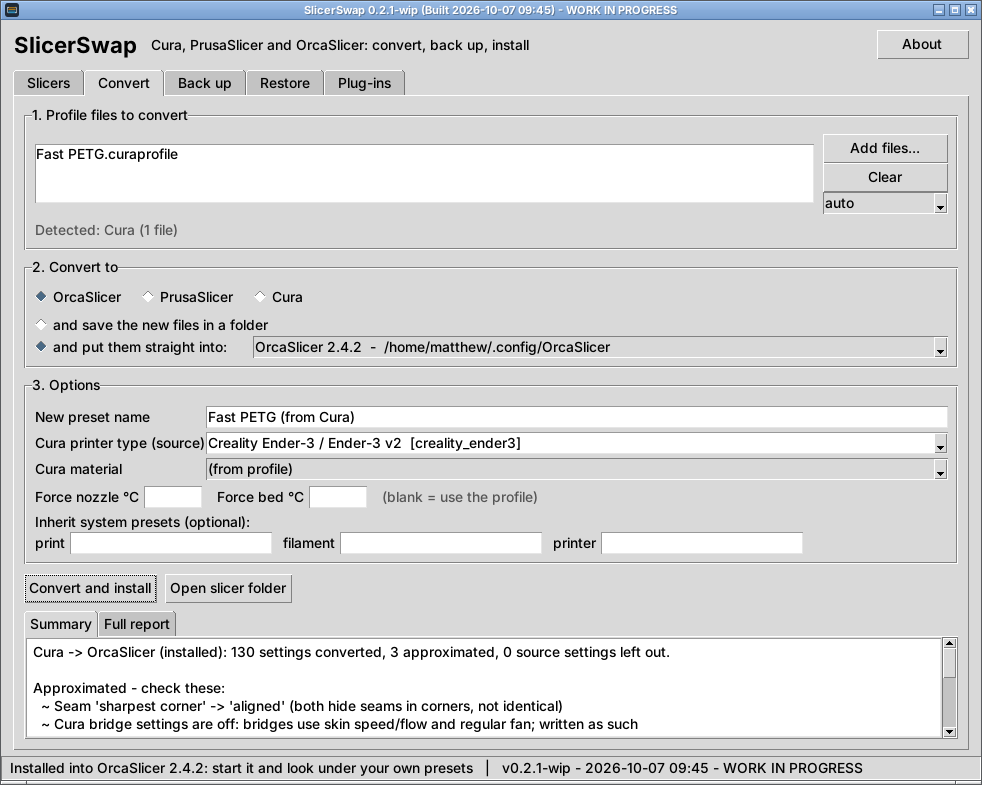 SlicerSwap 0.2.1-wip (Built 2026-10-07 09:45) - WORK IN PROGRESS
SlicerSwap Cura, PrusaSlicer and OrcaSlicer: convert, back up, install About
Slicers Convert Back up Restore Plug-ins
1. Profile files to convert
Fast PETG.curaprofile
Add files...
Clear
auto
Detected: Cura (1 file)
2. Convert to
OrcaSlicer PrusaSlicer Cura
and save the new files in a folder
and put them straight into: OrcaSlicer 2.4.2 - /home/matthew/.config/OrcaSlicer
3. Options
New preset name Fast PETG (from Cura)
Cura printer type (source) Creality Ender-3 / Ender-3 v2 [creality_ender3]
Cura material (from profile)
Force nozzle °C Force bed °C (blank = use the profile)
Inherit system presets (optional):
print filament printer
Convert and install Open slicer folder
Summary Full report
Cura -> OrcaSlicer (installed): 130 settings converted, 3 approximated, 0 source settings left out.
Approximated - check these:
~ Seam 'sharpest corner' -> 'aligned' (both hide seams in corners, not identical)
~ Cura bridge settings are off: bridges use skin speed/flow and regular fan; written as such
Installed into OrcaSlicer 2.4.2: start it and look under your own presets | v0.2.1-wip - 2026-10-07 09:45 - WORK IN PROGRESS